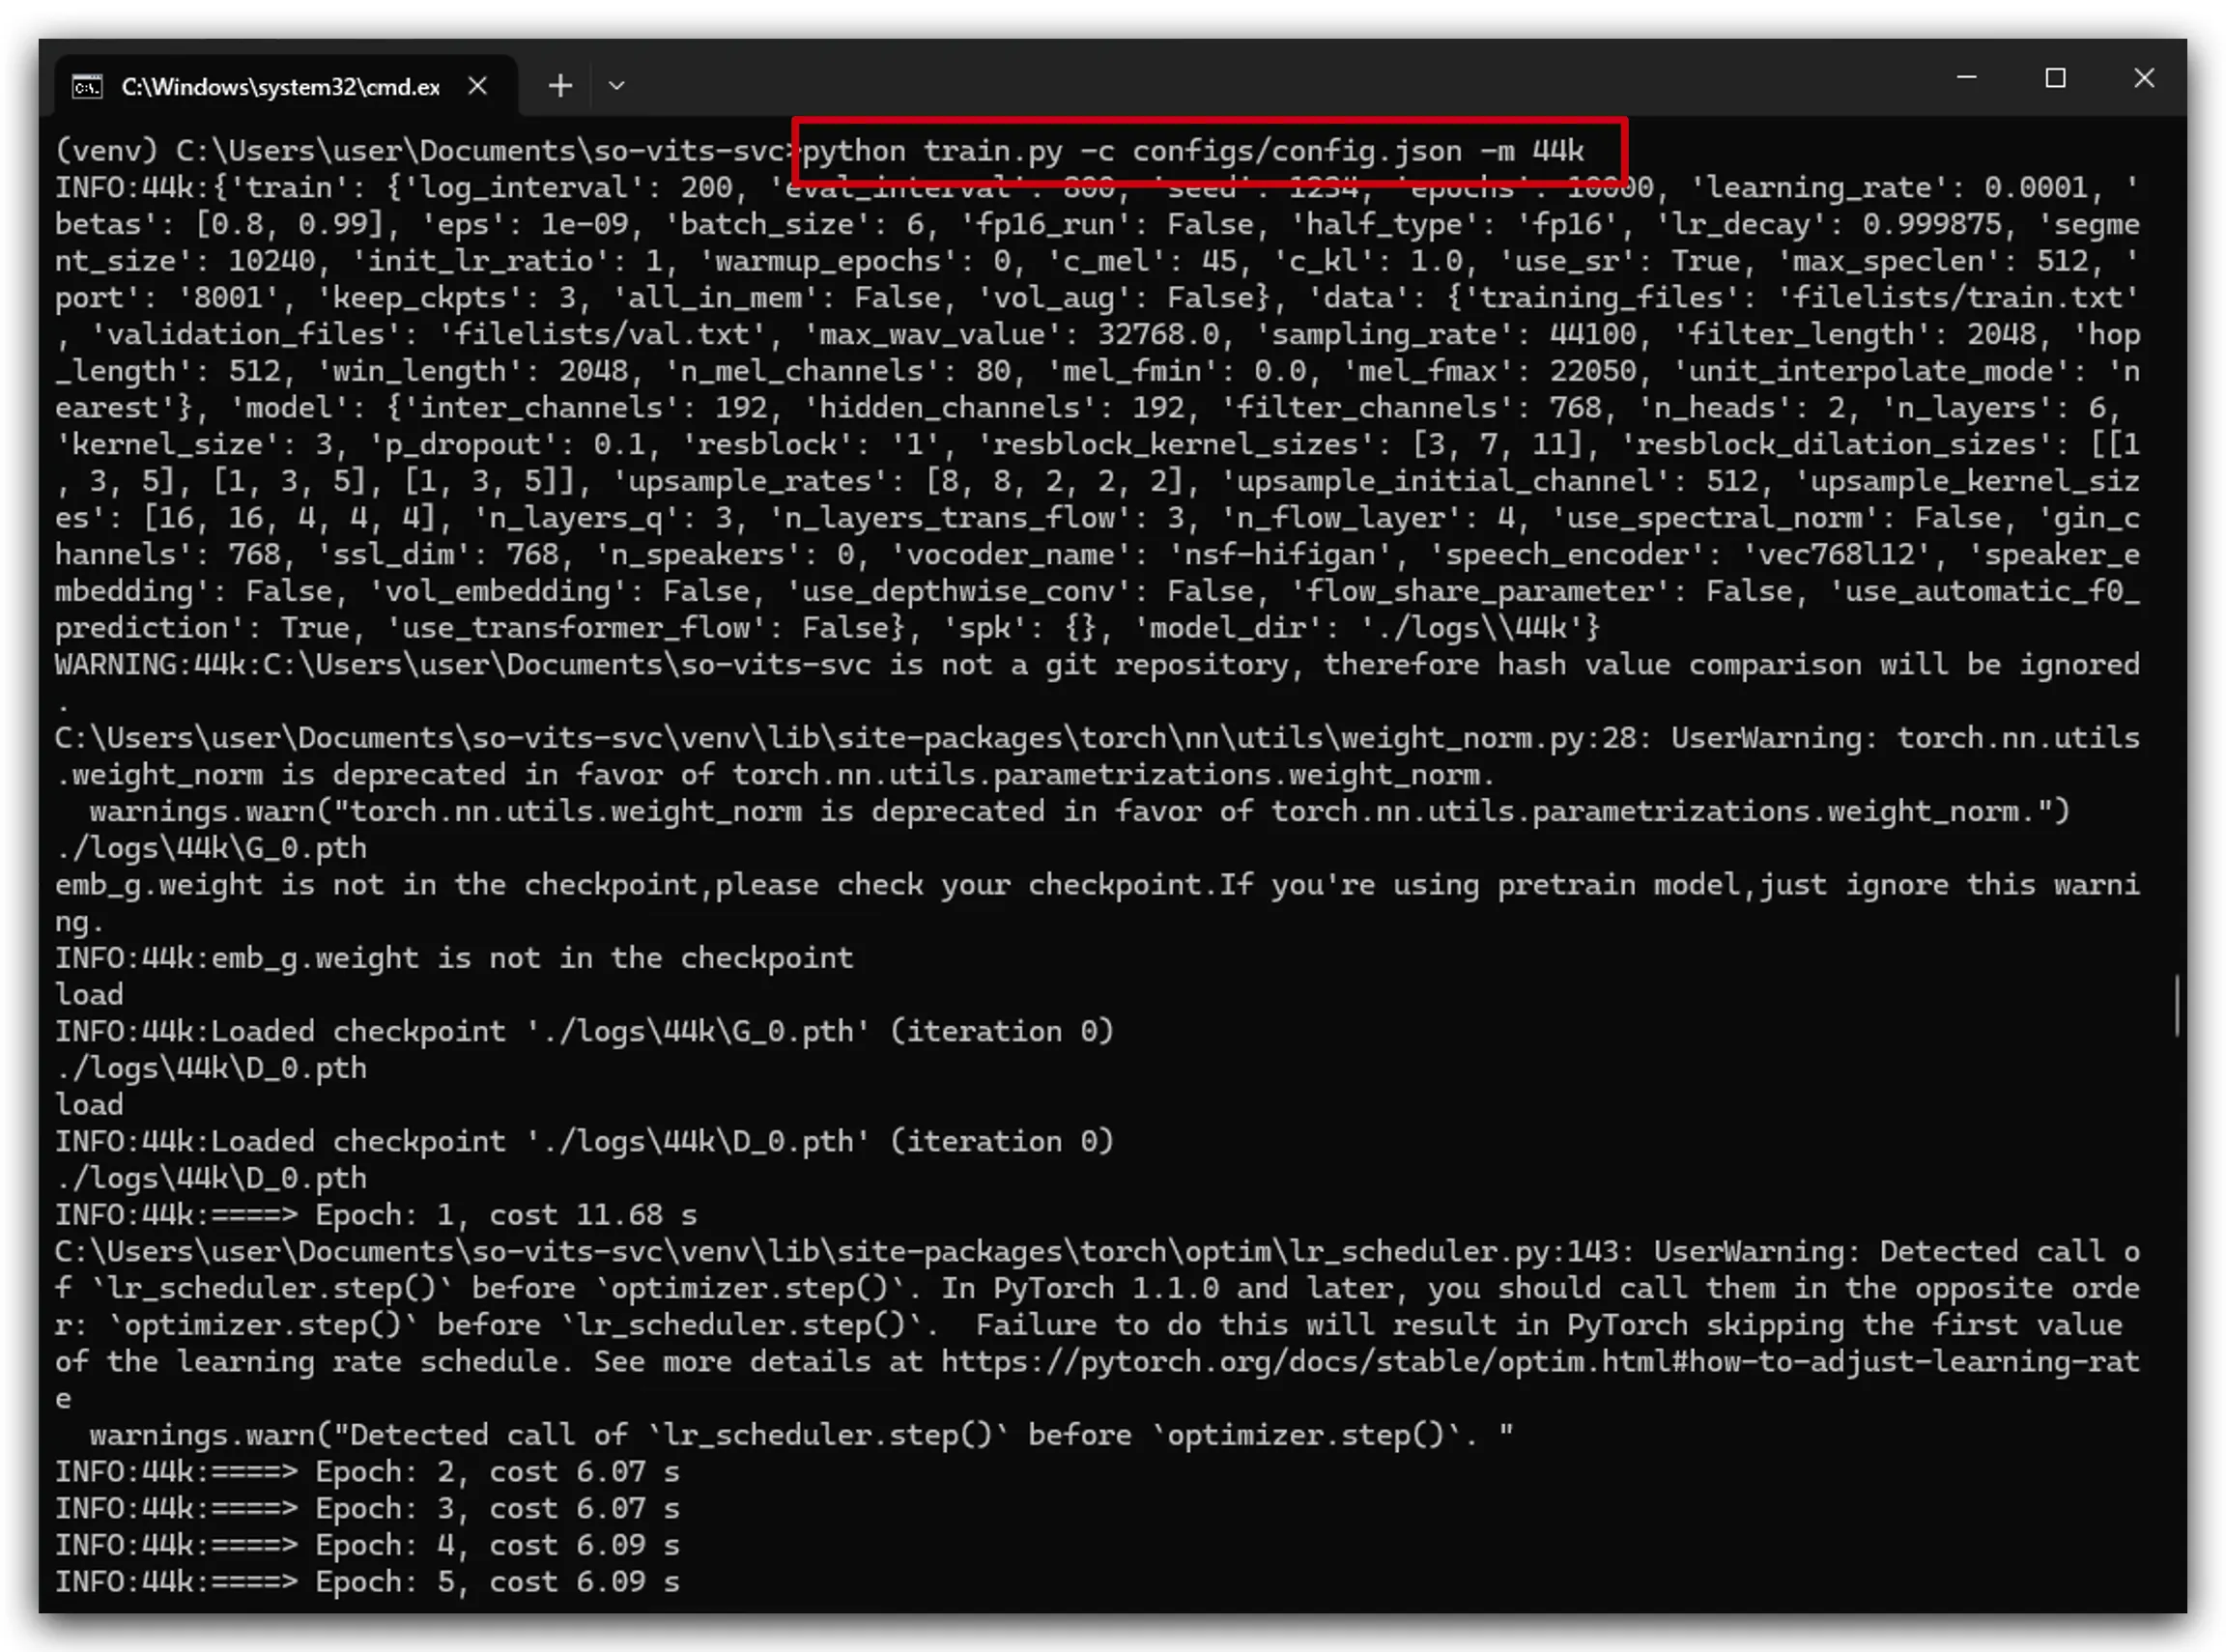 C:\Windows\system32\cmd.ex
(venv) C:\Users\user\Documents\so-vits-svc>python train.py -c configs/config.json -m 44k
INFO:44k:{'train': {'log_interval': 200, 'eval_interval': 800, 'seed': 1234, 'epochs': 10000, 'learning_rate': 0.0001, '
betas': [0.8, 0.99], 'eps': 1e-09, 'batch_size': 6, 'fp16_run': False, 'half_type': 'fp16', 'lr_decay': 0.999875, 'segme
nt_size': 10240, 'init_lr_ratio': 1, 'warmup_epochs': 0, 'c_mel': 45, 'c_kl': 1.0, 'use_sr': True, 'max_speclen': 512, '
port': '8001', 'keep_ckpts': 3, 'all_in_mem': False, 'vol_aug': False}, 'data': {'training_files': 'filelists/train.txt'
, 'validation_files': 'filelists/val.txt', 'max_wav_value': 32768.0, 'sampling_rate': 44100, 'filter_length': 2048, 'hop
_length': 512, 'win_length': 2048, 'n_mel_channels': 80, 'mel_fmin': 0.0, 'mel_fmax': 22050, 'unit_interpolate_mode': 'n
earest'}, 'model': {'inter_channels': 192, 'hidden_channels': 192, 'filter_channels': 768, 'n_heads': 2, 'n_layers': 6,
'kernel_size': 3, 'p_dropout': 0.1, 'resblock': '1', 'resblock_kernel_sizes': [3, 7, 11], 'resblock_dilation_sizes': [[1
, 3, 5], [1, 3, 5], [1, 3, 5]], 'upsample_rates': [8, 8, 2, 2, 2], 'upsample_initial_channel': 512, 'upsample_kernel_siz
es': [16, 16, 4, 4, 4], 'n_layers_q': 3, 'n_layers_trans_flow': 3, 'n_flow_layer': 4, 'use_spectral_norm': False, 'gin_c
hannels': 768, 'ssl_dim': 768, 'n_speakers': 0, 'vocoder_name': 'nsf-hifigan', 'speech_encoder': 'vec768l12', 'speaker_e
mbedding': False, 'vol_embedding': False, 'use_depthwise_conv': False, 'flow_share_parameter': False, 'use_automatic_f0_
prediction': True, 'use_transformer_flow': False}, 'spk': {}, 'model_dir': './logs\\44k'}
WARNING:44k:C:\Users\user\Documents\so-vits-svc is not a git repository, therefore hash value comparison will be ignored
.
C:\Users\user\Documents\so-vits-svc\venv\lib\site-packages\torch\nn\utils\weight_norm.py:28: UserWarning: torch.nn.utils
.weight_norm is deprecated in favor of torch.nn.utils.parametrizations.weight_norm.
  warnings.warn("torch.nn.utils.weight_norm is deprecated in favor of torch.nn.utils.parametrizations.weight_norm.")
./logs\44k\G_0.pth
emb_g.weight is not in the checkpoint,please check your checkpoint.If you're using pretrain model,just ignore this warni
ng.
INFO:44k:emb_g.weight is not in the checkpoint
load
INFO:44k:Loaded checkpoint './logs\44k\G_0.pth' (iteration 0)
./logs\44k\D_0.pth
load
INFO:44k:Loaded checkpoint './logs\44k\D_0.pth' (iteration 0)
./logs\44k\D_0.pth
INFO:44k:====> Epoch: 1, cost 11.68 s
C:\Users\user\Documents\so-vits-svc\venv\lib\site-packages\torch\optim\lr_scheduler.py:143: UserWarning: Detected call o
f `lr_scheduler.step()` before `optimizer.step()`. In PyTorch 1.1.0 and later, you should call them in the opposite orde
r: `optimizer.step()` before `lr_scheduler.step()`.  Failure to do this will result in PyTorch skipping the first value
of the learning rate schedule. See more details at https://pytorch.org/docs/stable/optim.html#how-to-adjust-learning-rat
e
  warnings.warn("Detected call of `lr_scheduler.step()` before `optimizer.step()`. "
INFO:44k:====> Epoch: 2, cost 6.07 s
INFO:44k:====> Epoch: 3, cost 6.07 s
INFO:44k:====> Epoch: 4, cost 6.09 s
INFO:44k:====> Epoch: 5, cost 6.09 s